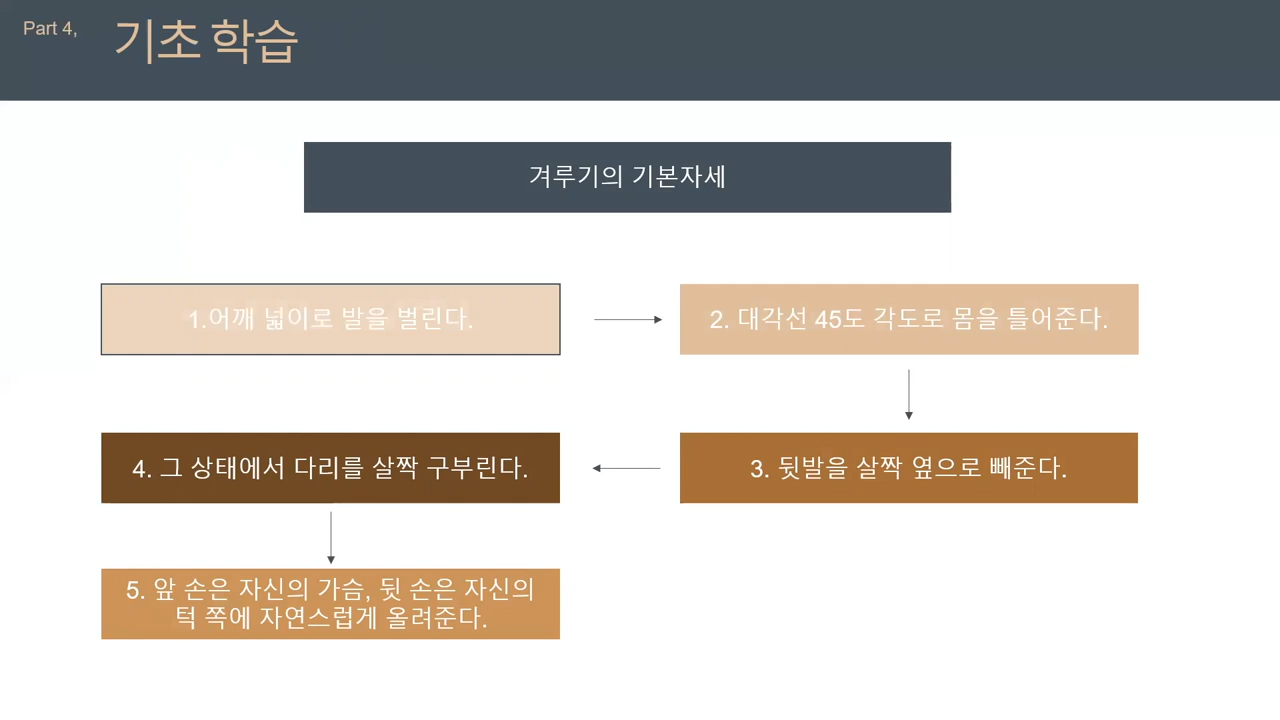 Part 4,
기초 학습
겨루기의 기본자세
1.어깨 넓이로 발을 벌린다.
2. 대각선 45도 각도로 몸을 틀어준다.
3. 뒷발을 살짝 옆으로 빼준다.
4. 그 상태에서 다리를 살짝 구부린다.
5. 앞 손은 자신의 가슴, 뒷 손은 자신의
턱 쪽에 자연스럽게 올려준다.